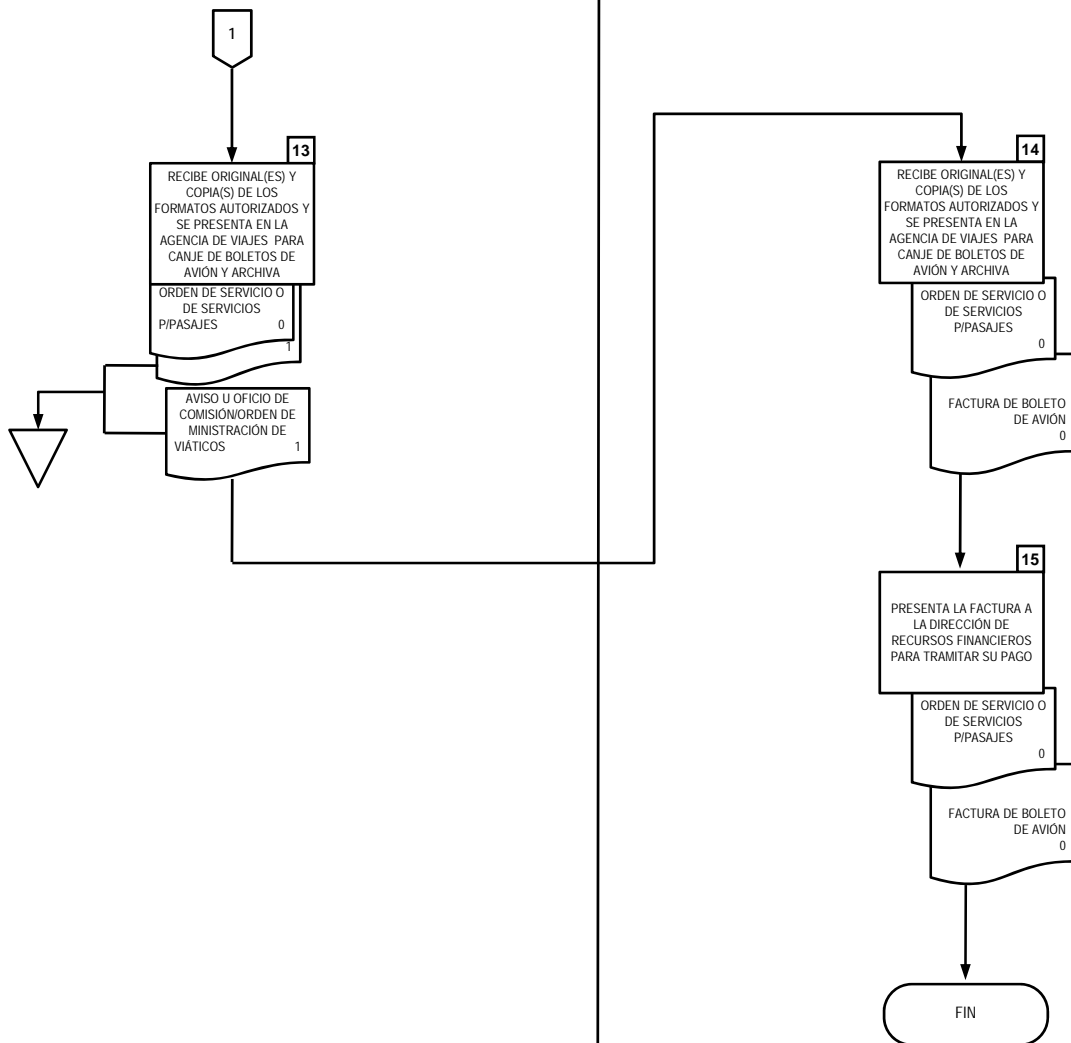 1
13
RECIBE ORIGINAL(ES) Y
COPIA(S) DE LOS
FORMATOS AUTORIZADOS Y
SE PRESENTA EN LA
AGENCIA DE VIAJES PARA
CANJE DE BOLETOS DE
AVIÓN Y ARCHIVA
ORDEN DE SERVICIO O
DE SERVICIOS
P/PASAJES 0
1
AVISO U OFICIO DE
COMISIÓN/ORDEN DE
MINISTRACIÓN DE
VIÁTICOS 1
14
RECIBE ORIGINAL(ES) Y
COPIA(S) DE LOS
FORMATOS AUTORIZADOS Y
SE PRESENTA EN LA
AGENCIA DE VIAJES PARA
CANJE DE BOLETOS DE
AVIÓN Y ARCHIVA
ORDEN DE SERVICIO O
DE SERVICIOS
P/PASAJES
0
FACTURA DE BOLETO
DE AVIÓN
0
15
PRESENTA LA FACTURA A
LA DIRECCIÓN DE
RECURSOS FINANCIEROS
PARA TRAMITAR SU PAGO
ORDEN DE SERVICIO O
DE SERVICIOS
P/PASAJES
0
FACTURA DE BOLETO
DE AVIÓN
0
FIN